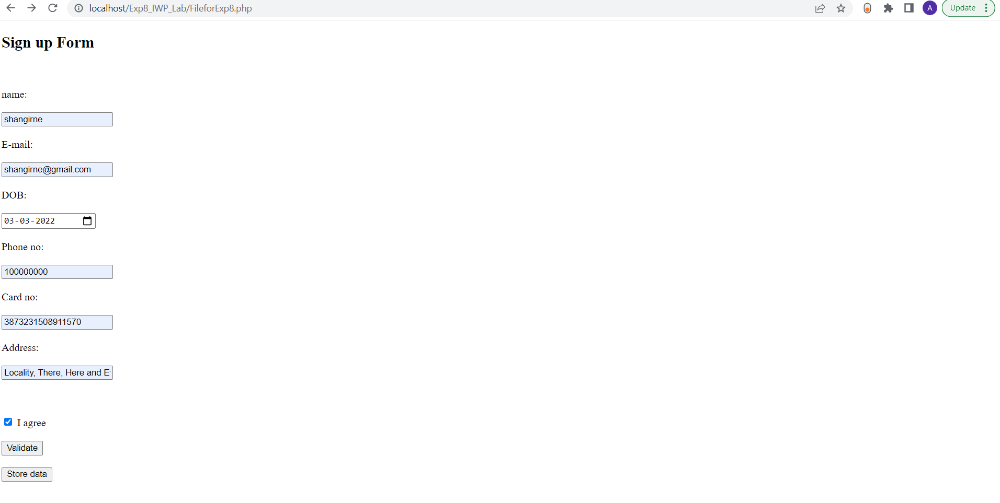 localhost/Exp8_IWP_Lab/FileforExp8.php
A
Update
Sign up Form
name:
shangirne
E-mail:
shangirne@gmail.com
DOB:
03-03-2022
Phone no:
100000000
Card no:
3873231508911570
Address:
Locality, There, Here and E
I agree
Validate
Store data